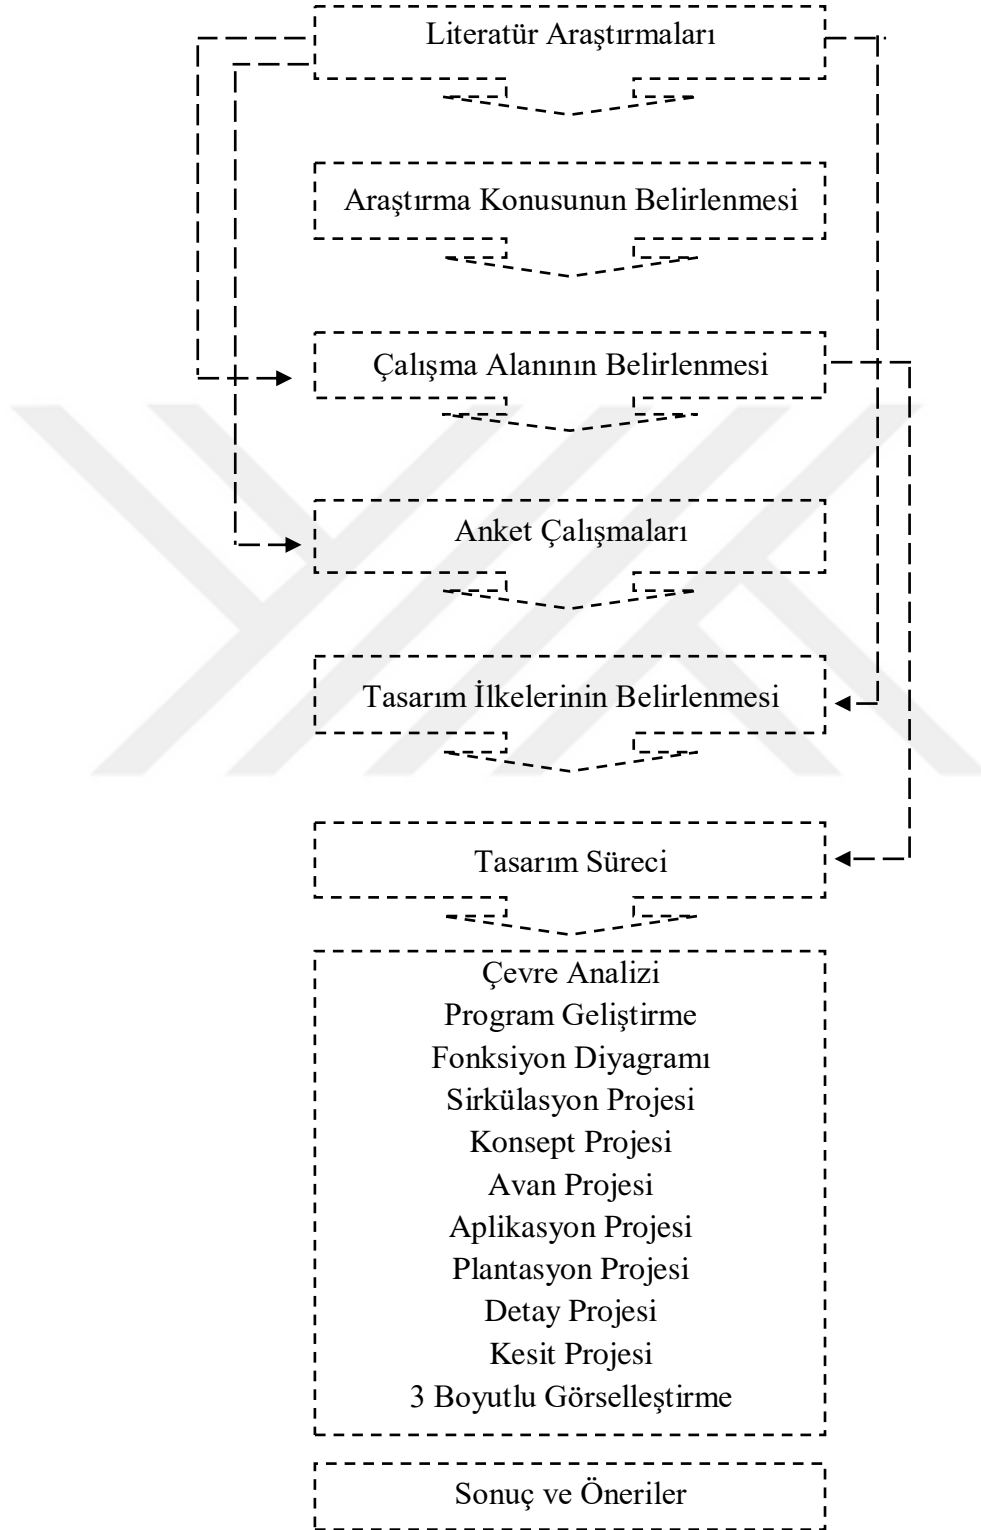 Literatür Araştırmaları
Araştırma Konusunun Belirlenmesi
Çalışma Alanının Belirlenmesi
Anket Çalışmaları
Tasarım İlkelerinin Belirlenmesi
Tasarım Süreci
Çevre Analizi
Program Geliştirme
Fonksiyon Diyagramı
Sirkülasyon Projesi
Konsept Projesi
Avan Projesi
Aplikasyon Projesi
Plantasyon Projesi
Detay Projesi
Kesit Projesi
3 Boyutlu Görselleştirme
Sonuç ve Öneriler